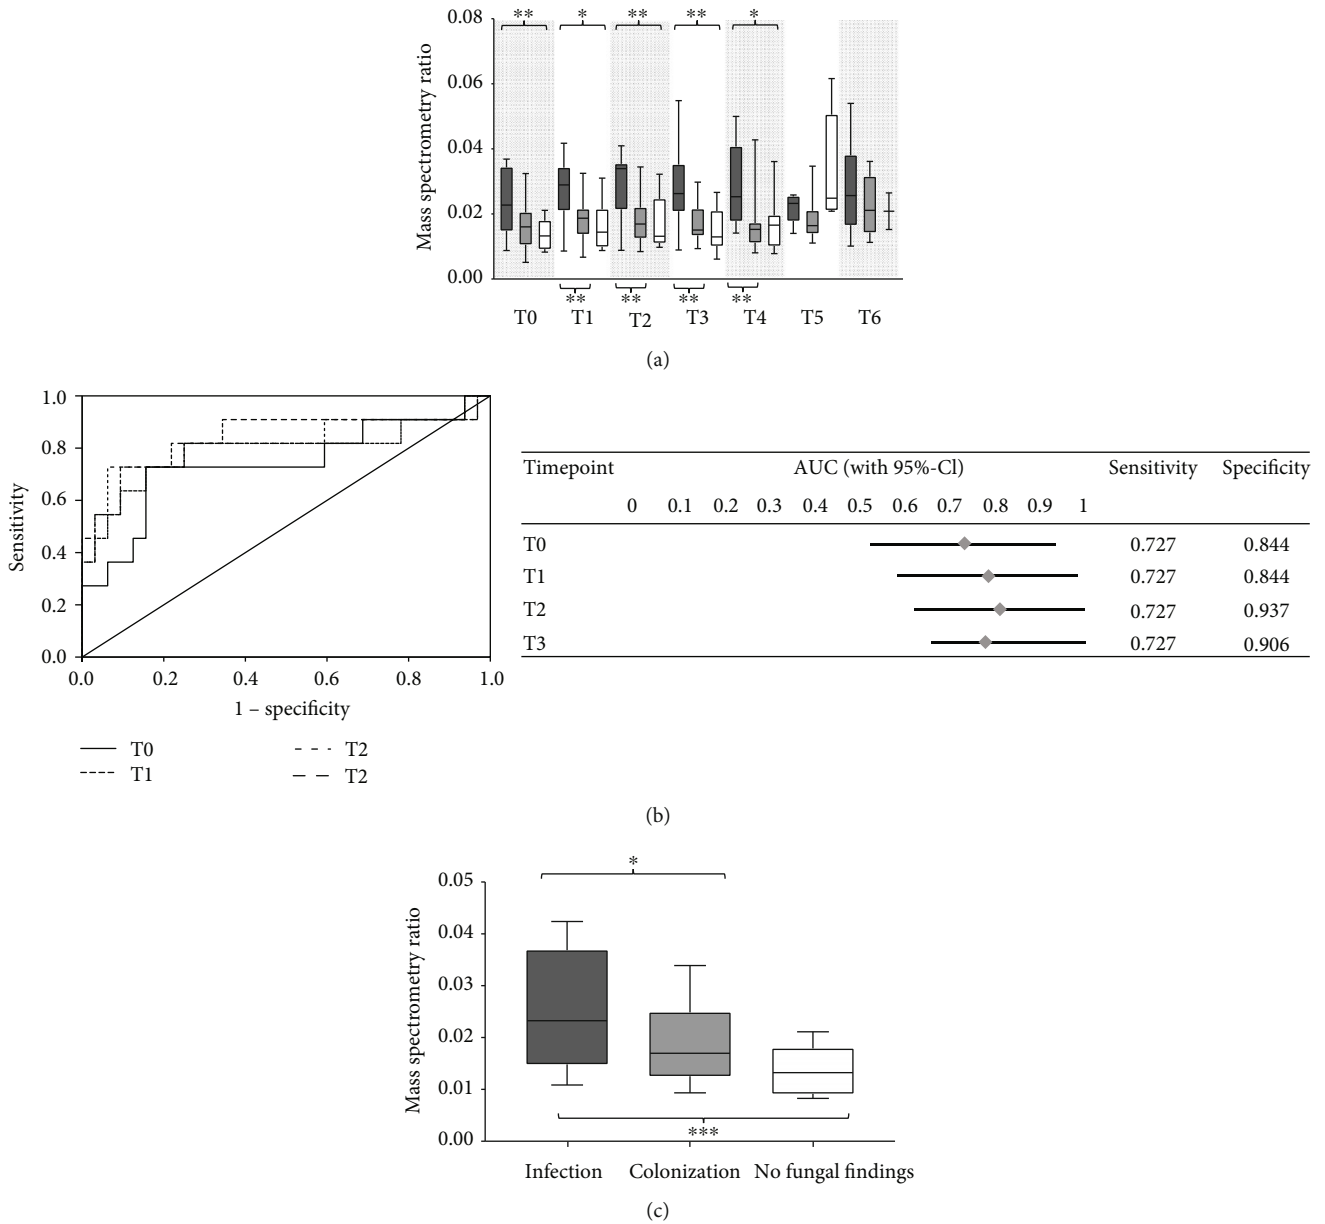 ** * ** ** *
0.08
0.06
0.04
0.02
0.00
Mass spectrometry ratio
** ** ** **
T0 T1 T2 T3 T4 T5 T6
(a)
1.0
0.8
0.6
0.4
0.2
0.0
Sensitivity
0.0 0.2 0.4 0.6 0.8 1.0
1 – specificity
T0 T2
T1 T2
Timepoint AUC (with 95%-CI) Sensitivity Specificity
0 0.1 0.2 0.3 0.4 0.5 0.6 0.7 0.8 0.9 1
T0 0.727 0.844
T1 0.727 0.844
T2 0.727 0.937
T3 0.727 0.906
(b)
*
0.05
0.04
0.03
0.02
0.01
0.00
Mass spectrometry ratio
***
Infection Colonization No fungal findings
(c)